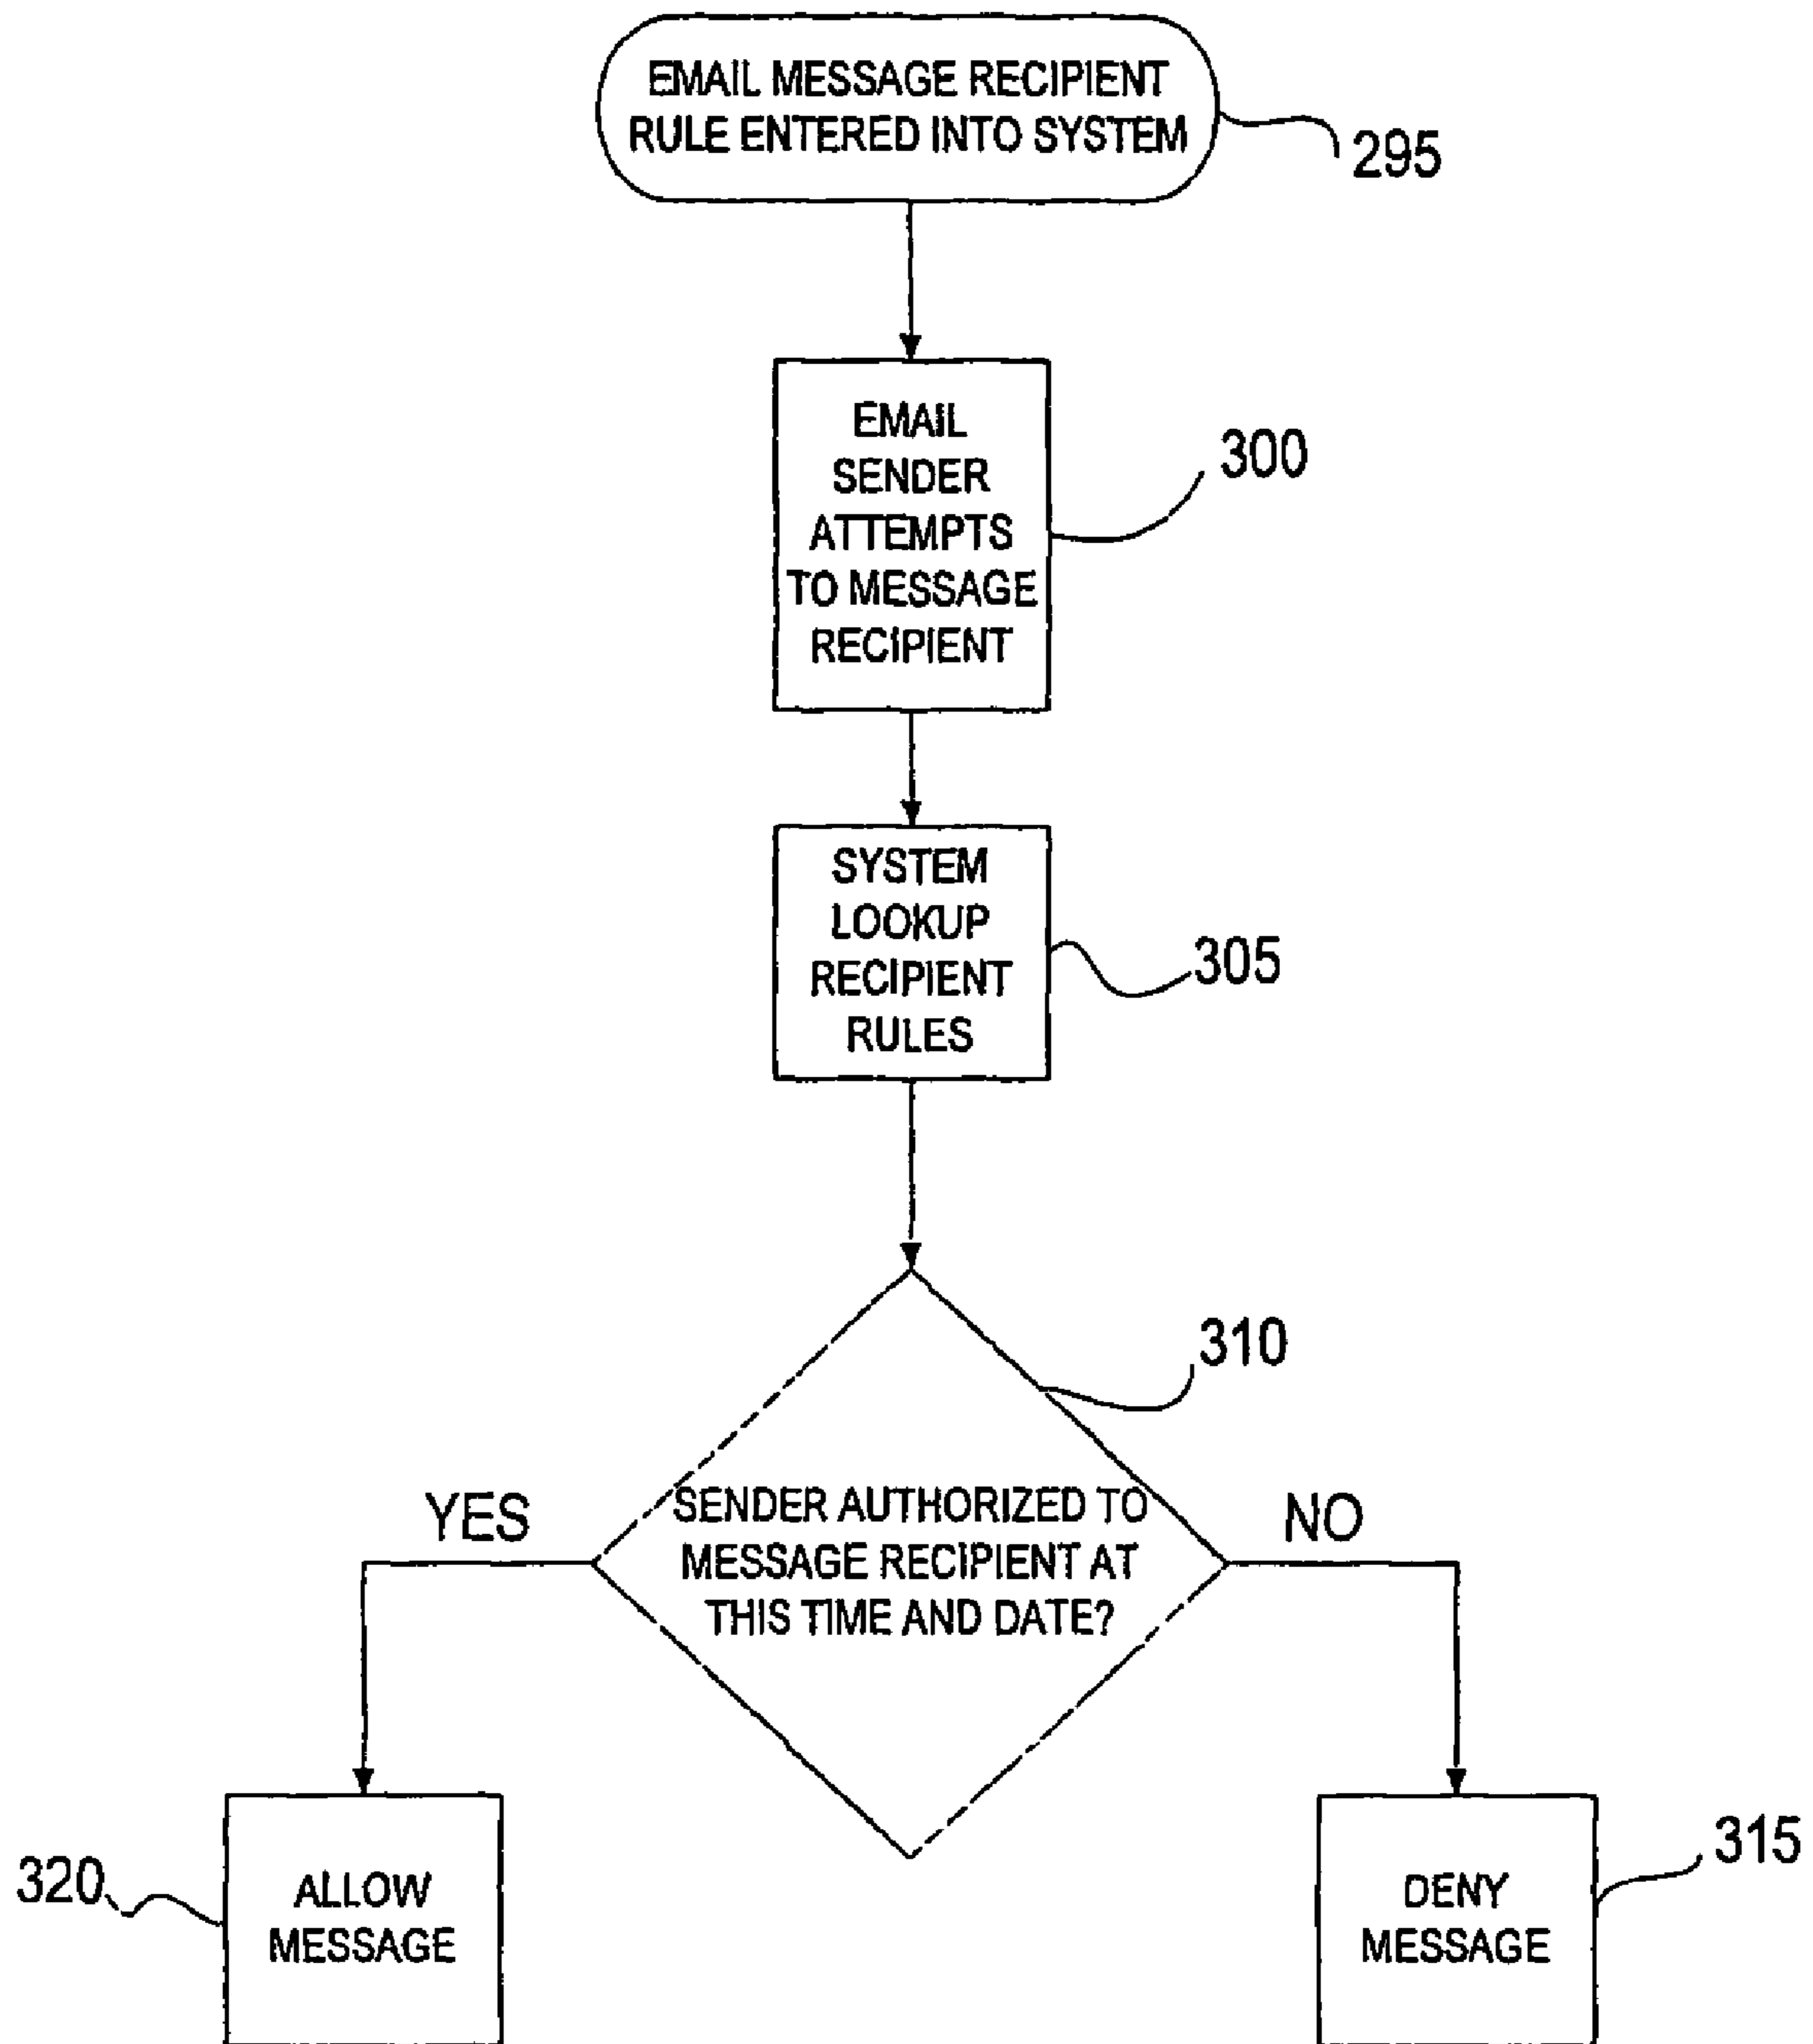 EMAIL MESSAGE RECIPIENT
RULE ENTERED INTO SYSTEM
295
EMAIL
SENDER
ATTEMPTS
TO MESSAGE
RECIPIENT
300
SYSTEM
LOOKUP
RECIPIENT
RULES
305
310
YES
SENDER AUTHORIZED TO
MESSAGE RECIPIENT AT
THIS TIME AND DATE?
NO
320
ALLOW
MESSAGE
DENY
MESSAGE
315